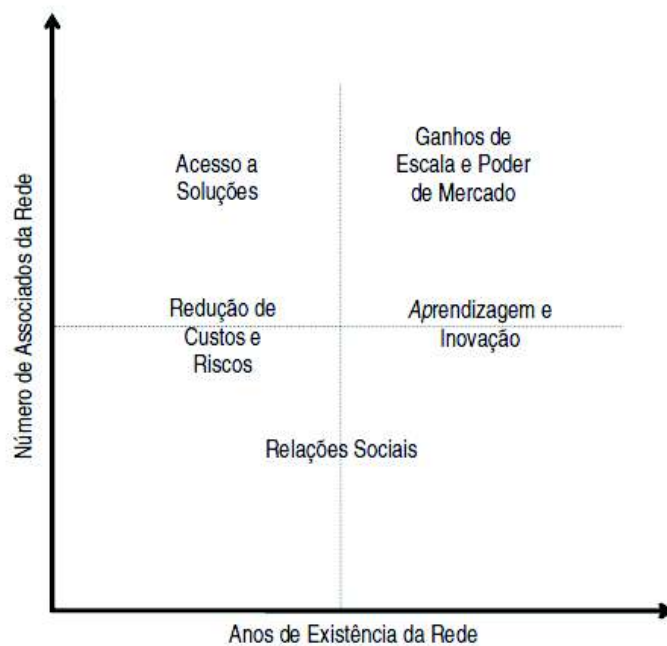 Número de Associados da Rede
Acesso a
Soluções
Ganhos de
Escala e Poder
de Mercado
Redução de
Custos e
Riscos
Aprendizagem e
Inovação
Relações Sociais
Anos de Existência da Rede